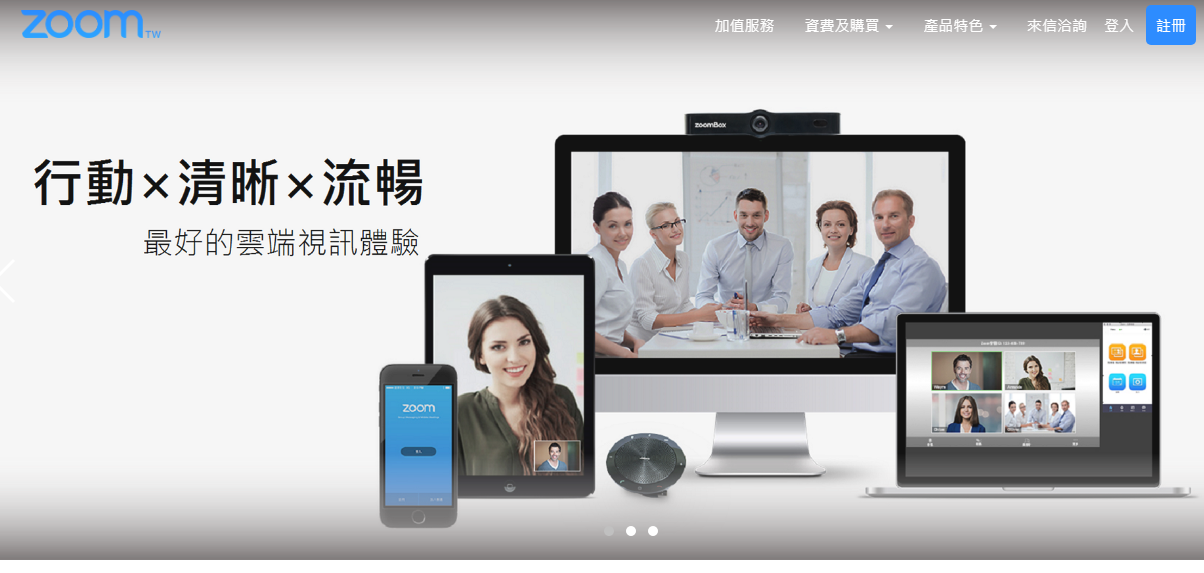 zoom TW
加值服務
資費及購買
產品特色
來信洽詢
登入
註冊
zoomBox
行動×清晰×流暢
最好的雲端視訊體驗
zoom